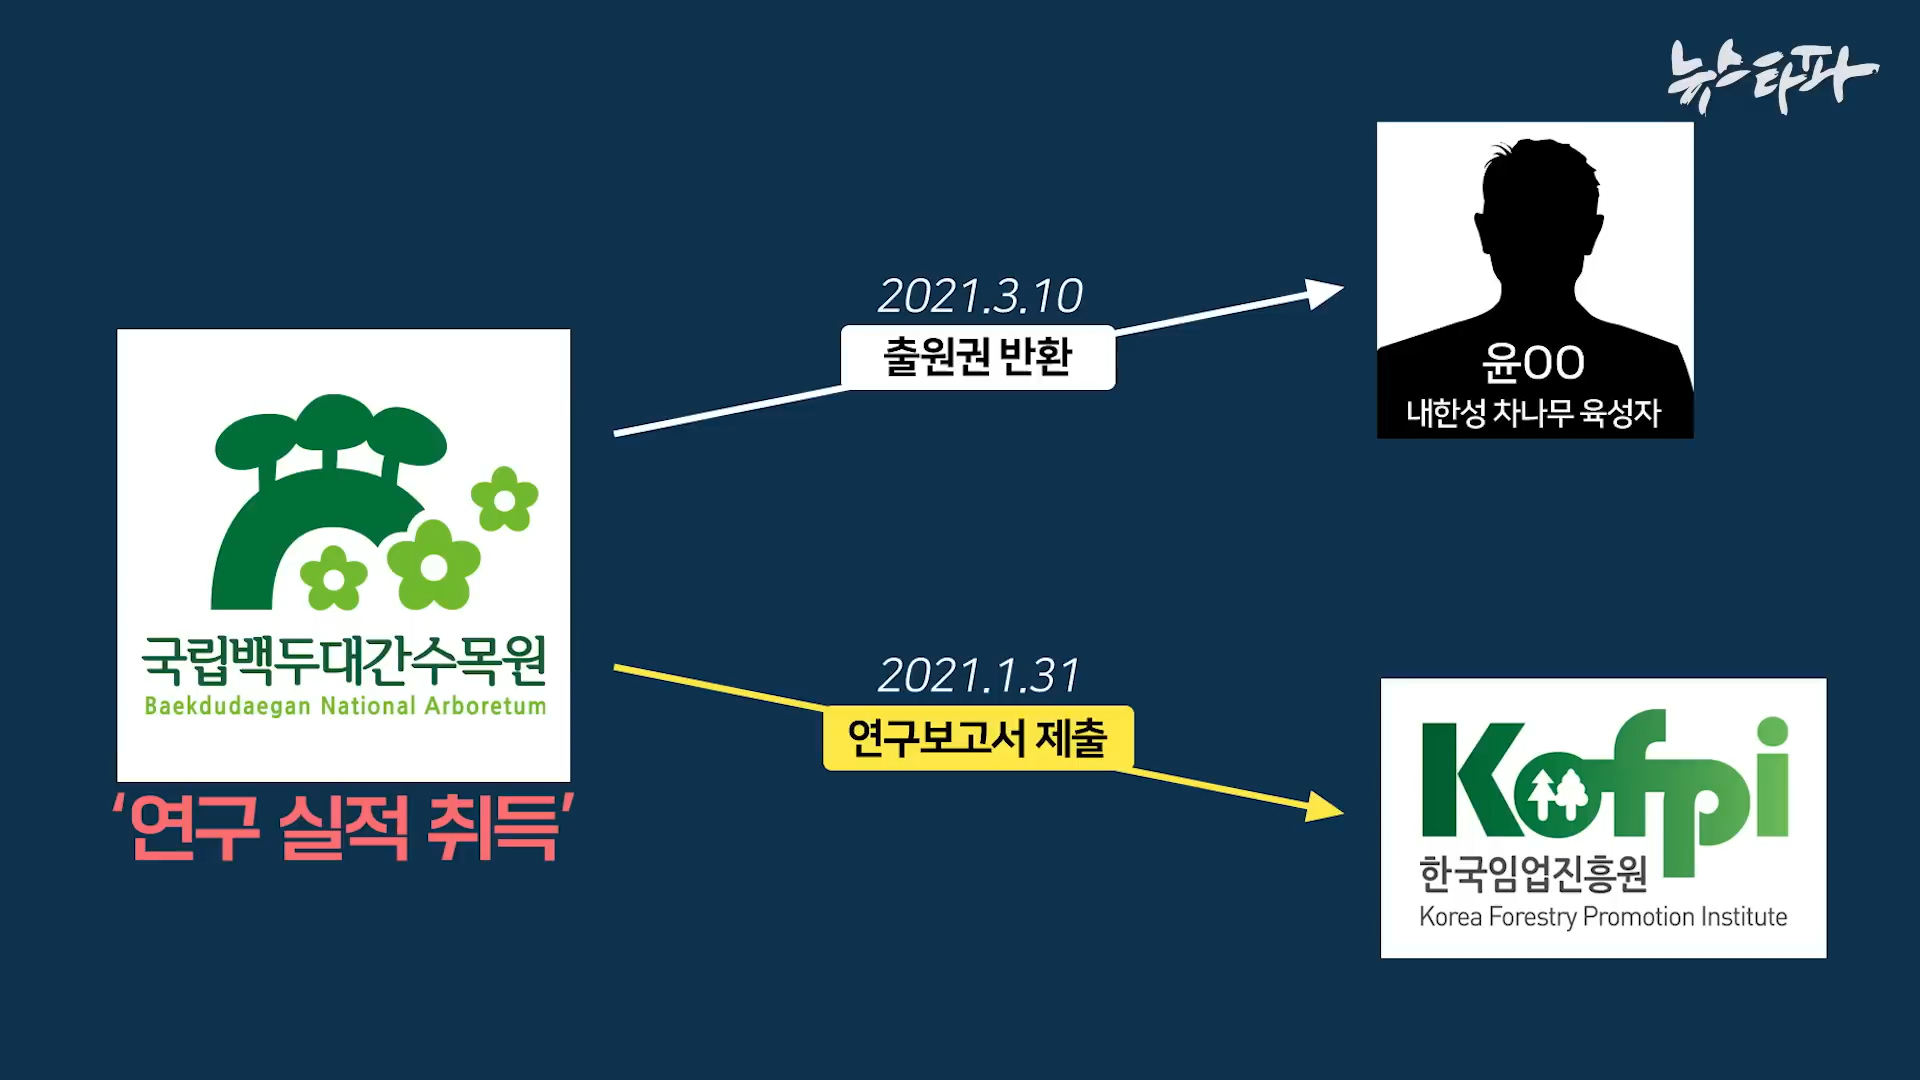 뉴스타파
2021.3.10
출원권 반환
윤OO
내한성 차나무 육성자
국립백두대간수목원
Baekdudaegan National Arboretum
‘연구 실적 취득’
2021.1.31
연구보고서 제출
Kofpi
한국임업진흥원
Korea Forestry Promotion Institute